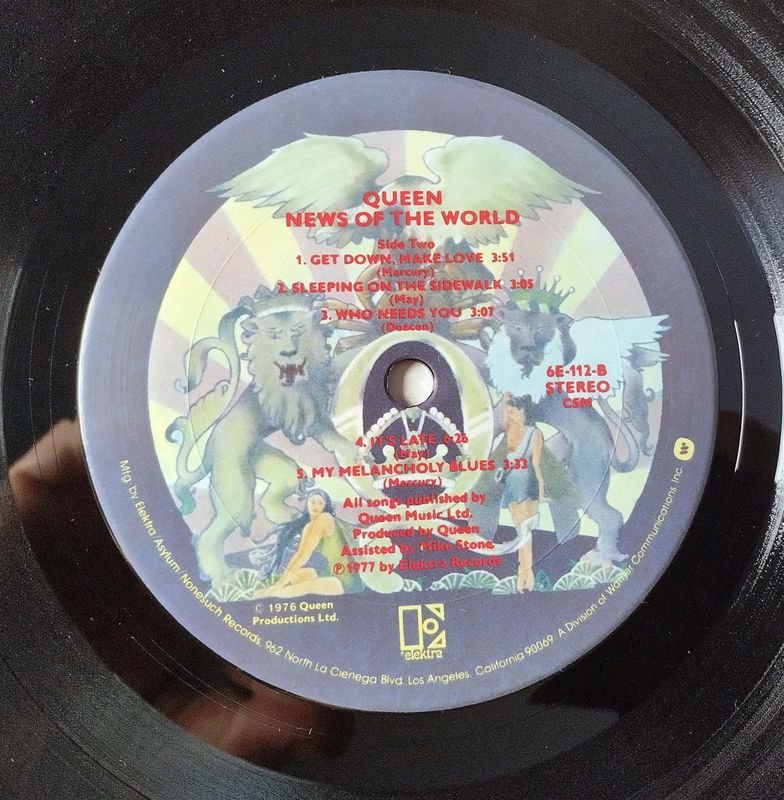 QUEEN
NEWS OF THE WORLD
Side Two
1. GET DOWN, MAKE LOVE 3:51
(Mercury)
2. SLEEPING ON THE SIDEWALK 3:05
(May)
3. WHO NEEDS YOU 3:07
(Deacon)
6E-112-B
STEREO
CSM
4. IT'S LATE 6:26
(May)
5. MY MELANCHOLY BLUES 3:33
(Mercury)
All songs published by
Queen Music Ltd.
Produced by Queen
Assisted by Mike Stone
℗ 1977 by Elektra Records
© 1976 Queen
Productions Ltd.
elektra
Mfg. by Elektra/Asylum/Nonesuch Records, 962 North La Cienega Blvd. Los Angeles, California 90069. A Division of Warner Communications Inc.